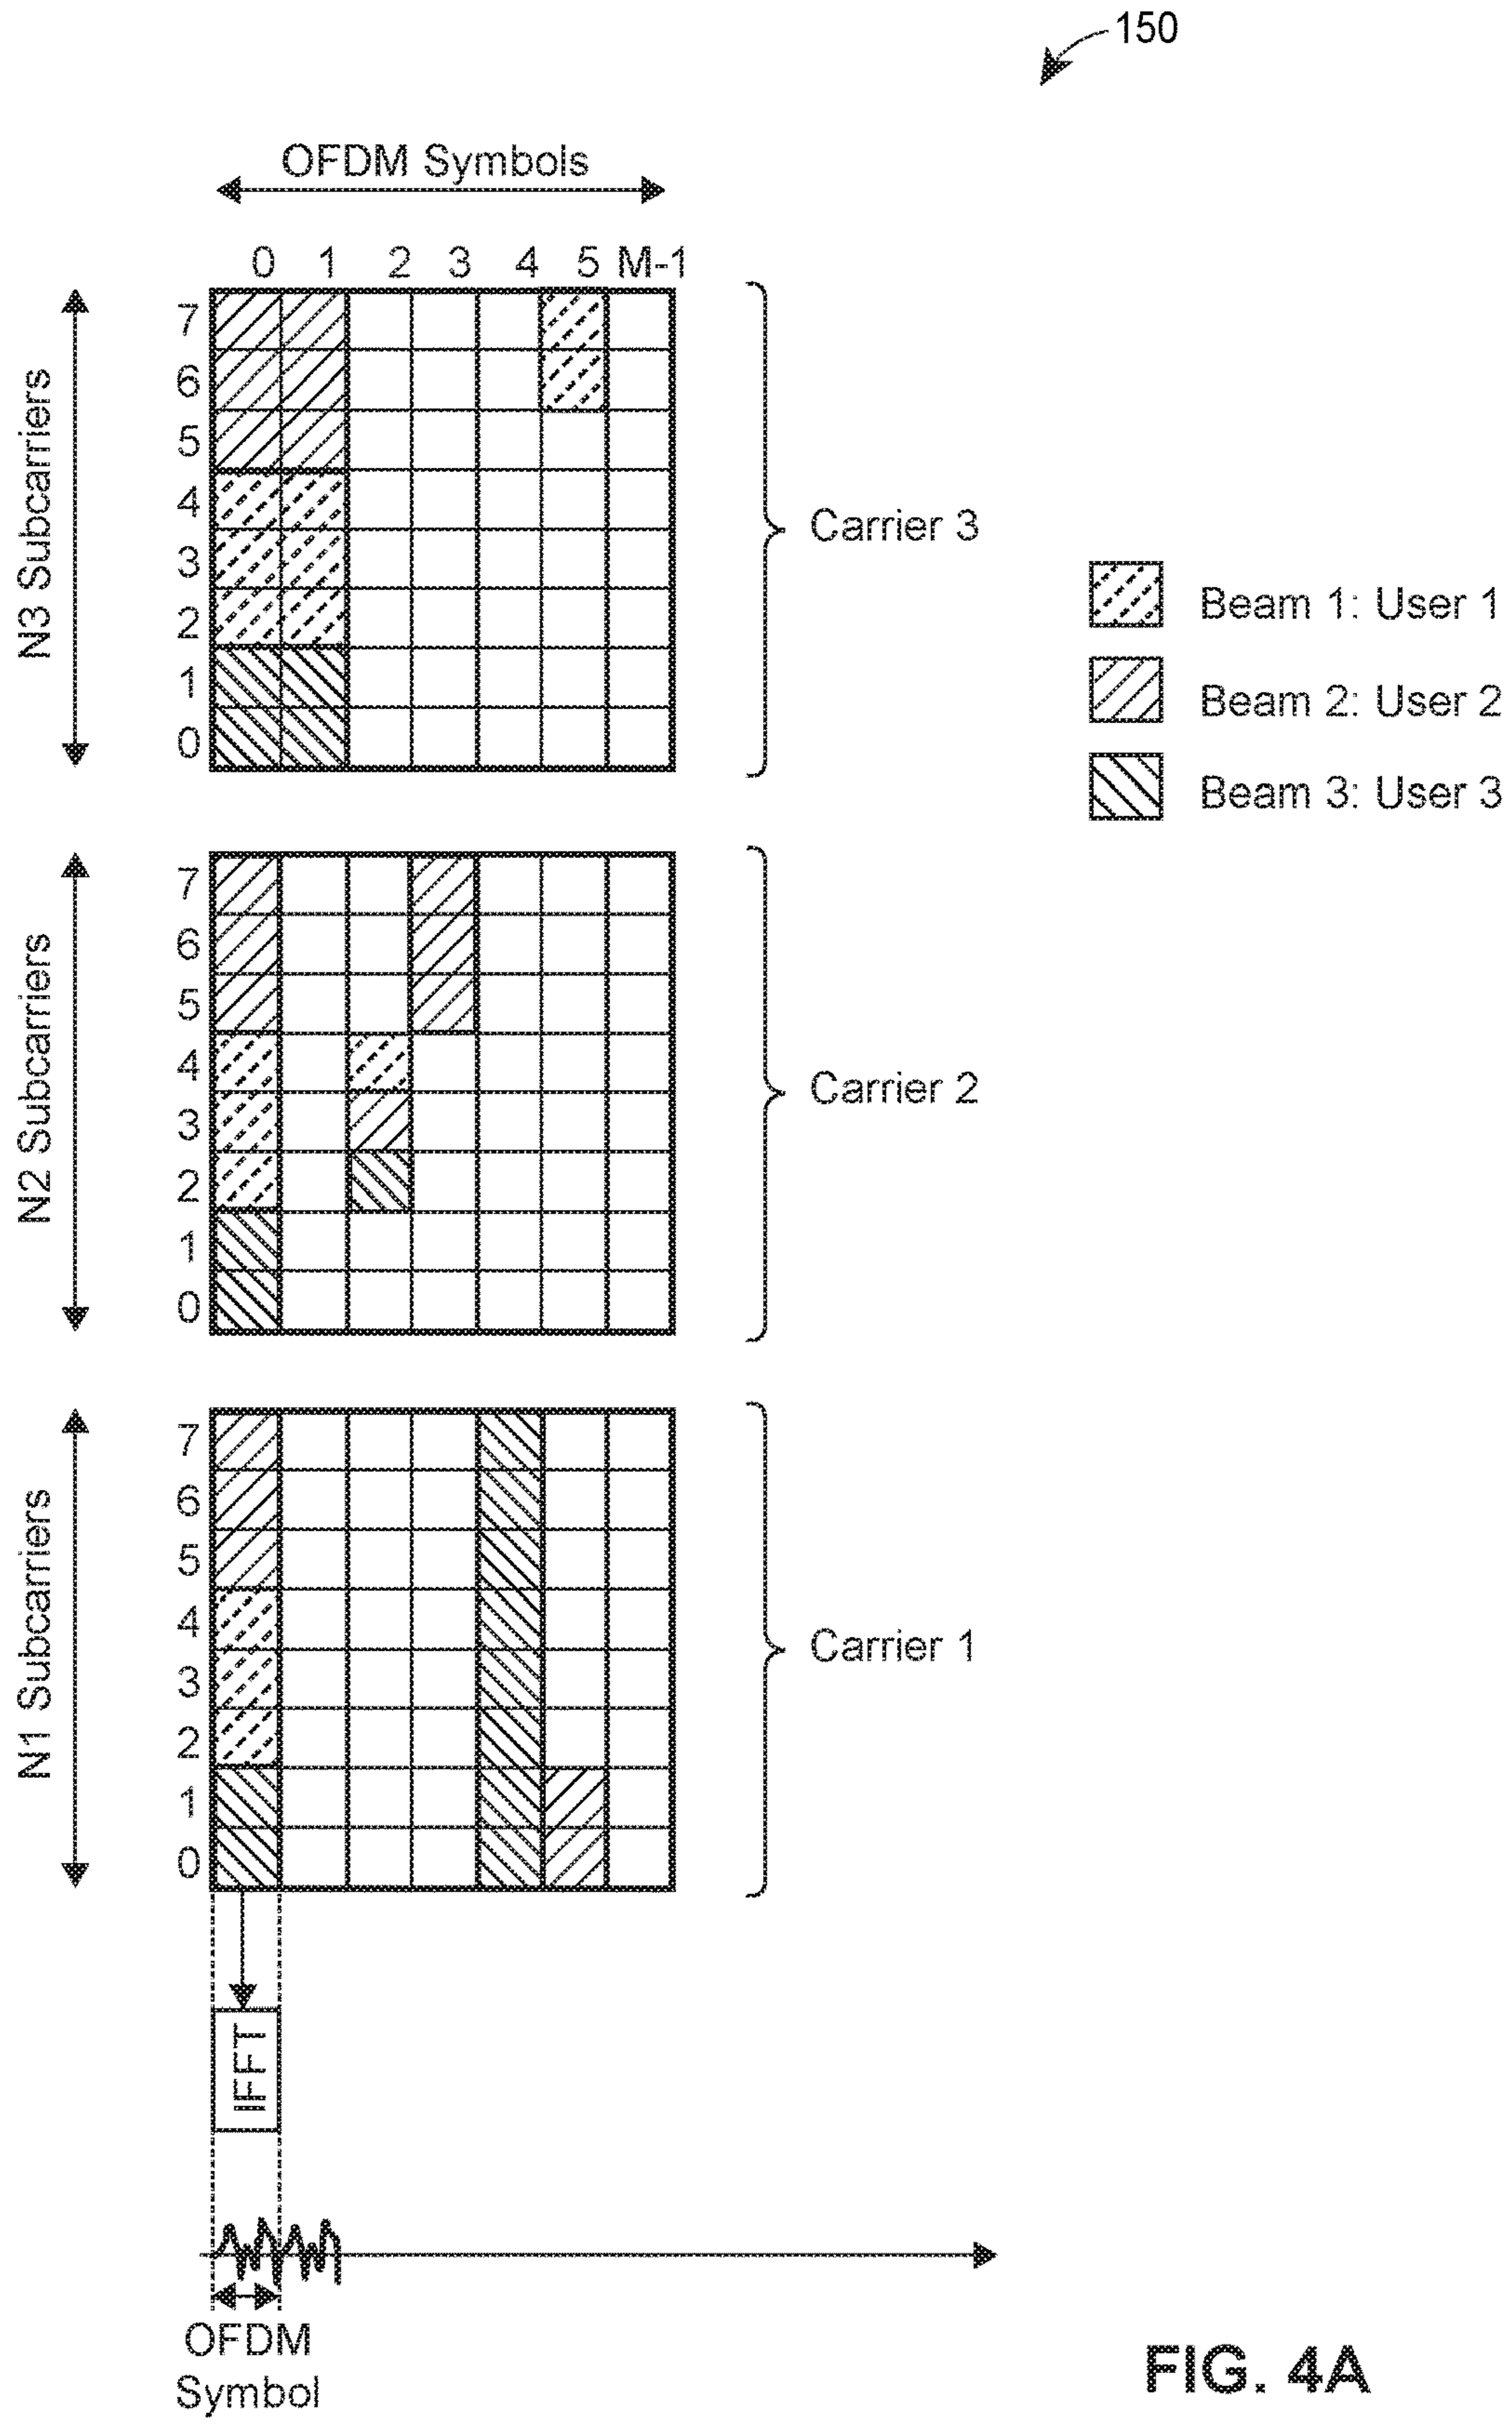 150
OFDM Symbols
0 1 2 3 4 5 M-1
N3 Subcarriers
7
6
5
4
3
2
1
0
Carrier 3
Beam 1: User 1
Beam 2: User 2
Beam 3: User 3
N2 Subcarriers
7
6
5
4
3
2
1
0
Carrier 2
N1 Subcarriers
7
6
5
4
3
2
1
0
Carrier 1
IFFT
OFDM
Symbol
FIG. 4A